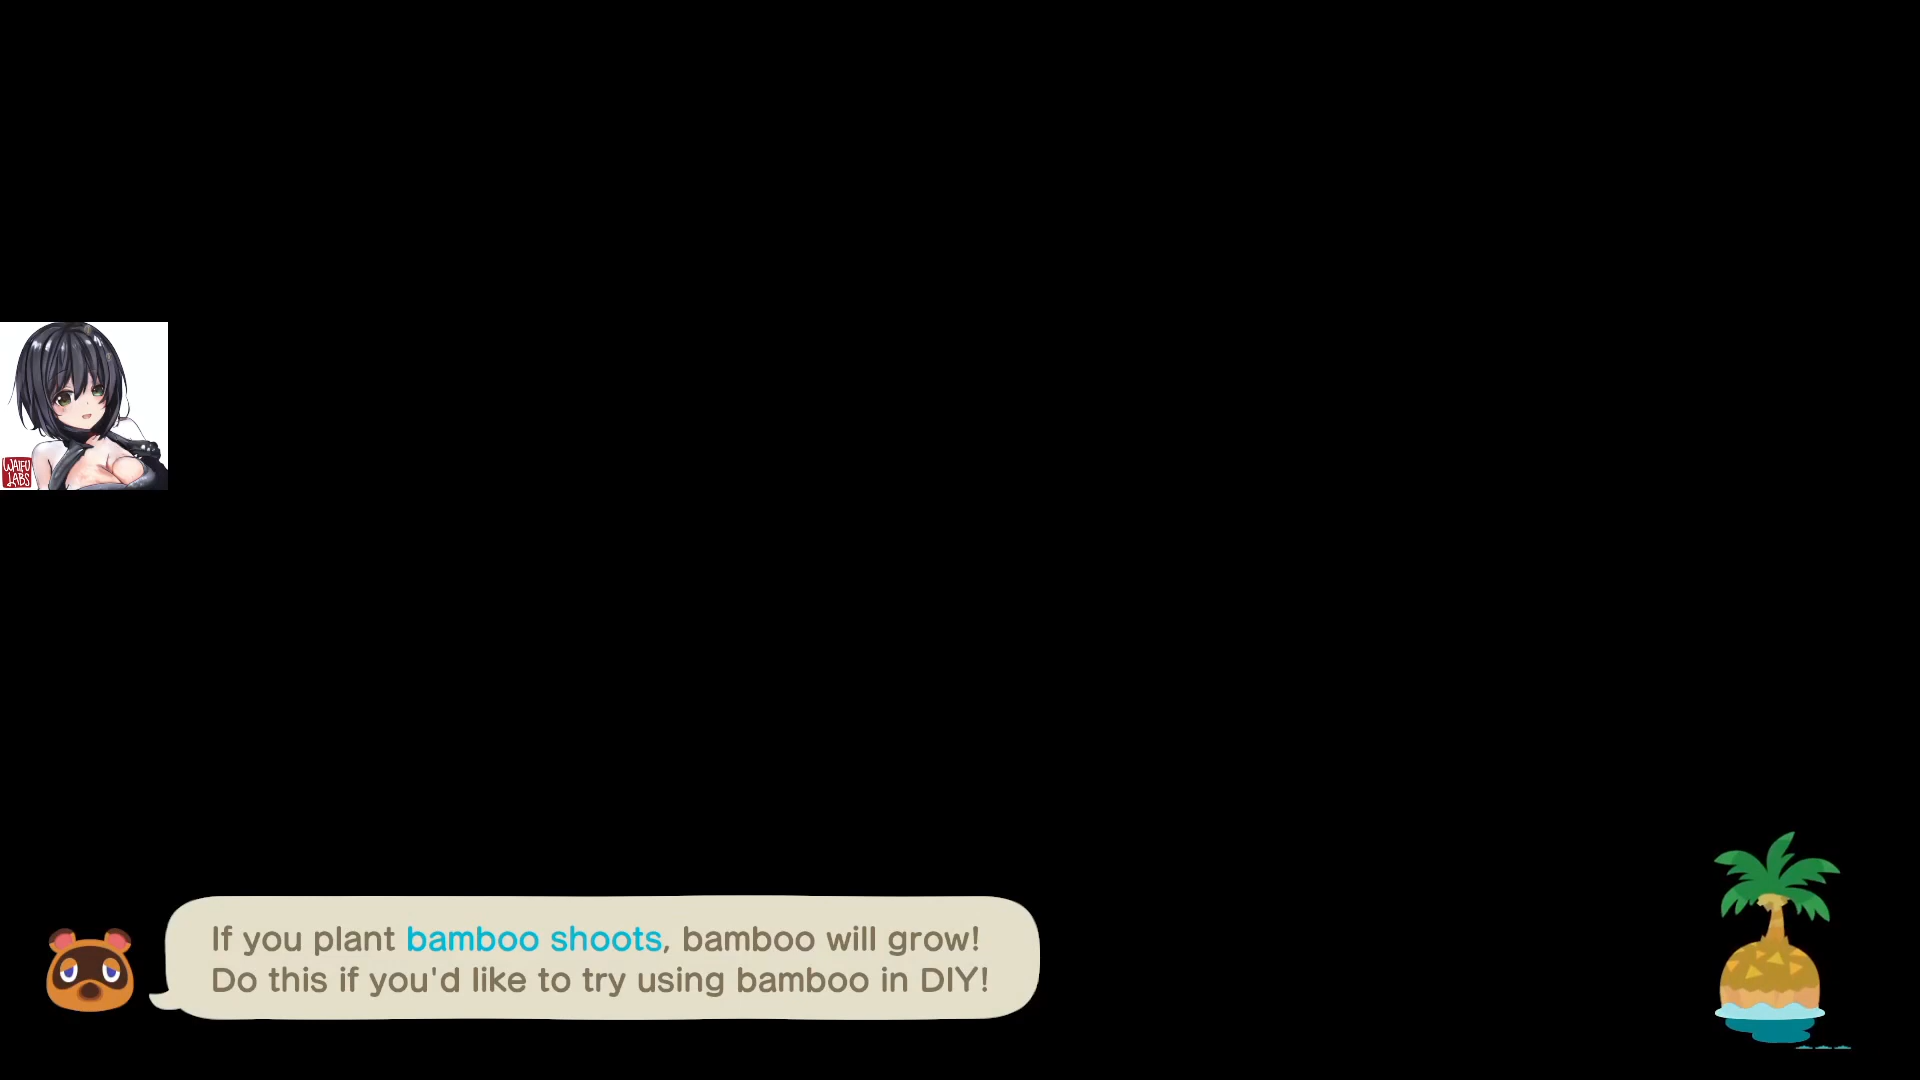 WAIFU
LABS
If you plant bamboo shoots, bamboo will grow!
Do this if you'd like to try using bamboo in DIY!